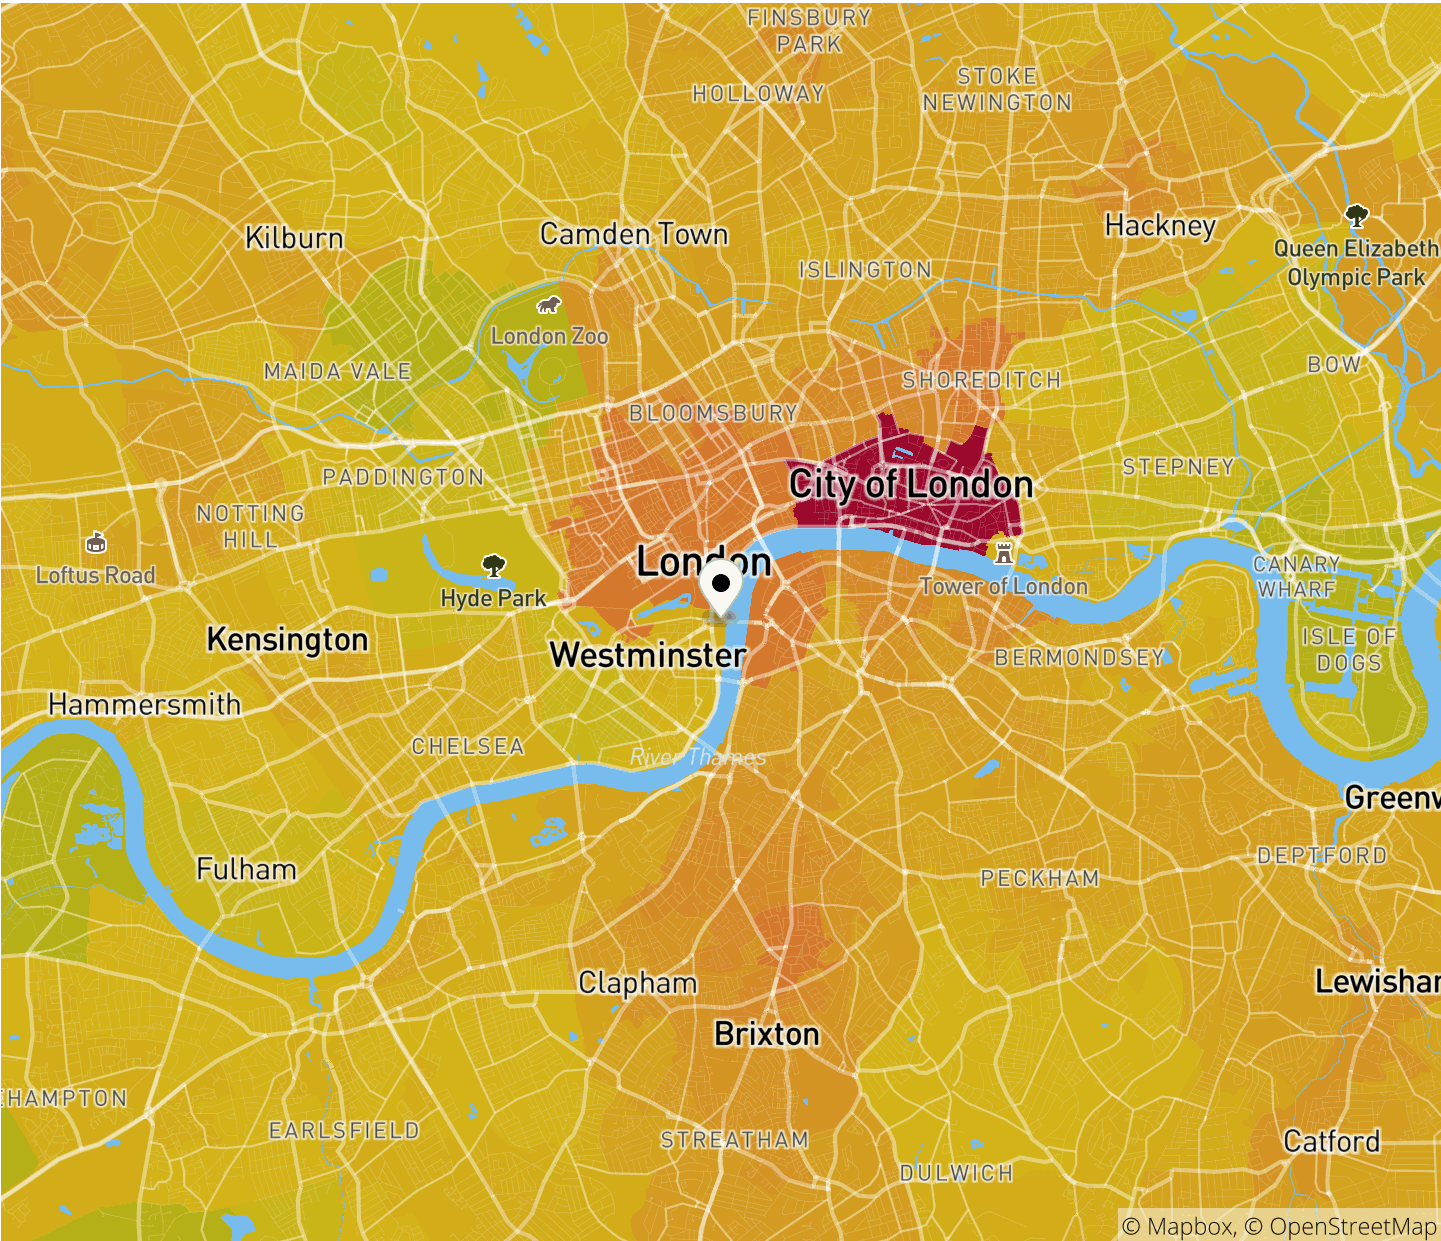 FINSBURY
PARK
STOKE
NEWINGTON
HOLLOWAY
Kilburn
Camden Town
Hackney
Queen Elizabeth
Olympic Park
ISLINGTON
London Zoo
MAIDA VALE
BOW
SHOREDITCH
BLOOMSBURY
PADDINGTON
City of London
STEPNEY
NOTTING
HILL
Loftus Road
London
Hyde Park
Tower of London
CANARY
WHARF
Kensington
Westminster
BERMONDSEY
ISLE OF
DOGS
Hammersmith
CHELSEA
River Thames
Greenw
Fulham
DEPTFORD
PECKHAM
Clapham
Lewishar
Brixton
EHAMPTON
EARLSFIELD
STREATHAM
Catford
DULWICH
© Mapbox, © OpenStreetMap